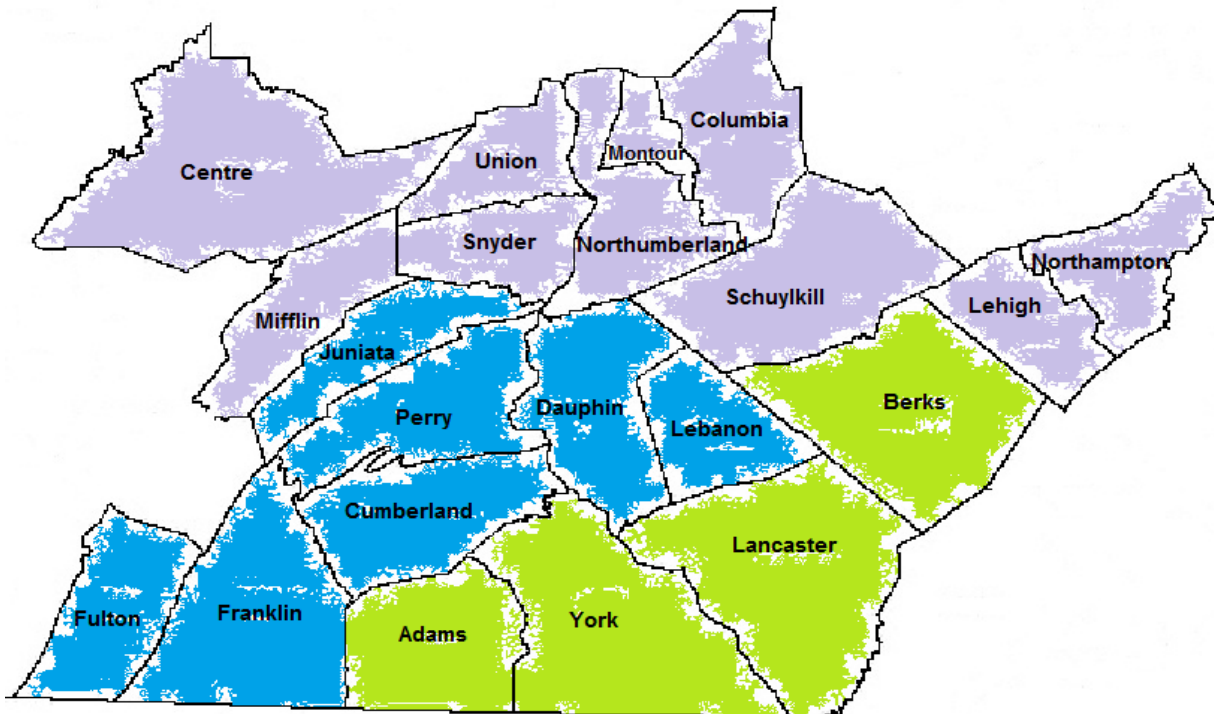 Columbia
Montour
Union
Centre
Snyder
Northumberland
Northampton
Schuylkill
Lehigh
Mifflin
Juniata
Perry
Dauphin
Lebanon
Berks
Cumberland
Lancaster
Fulton
Franklin
Adams
York